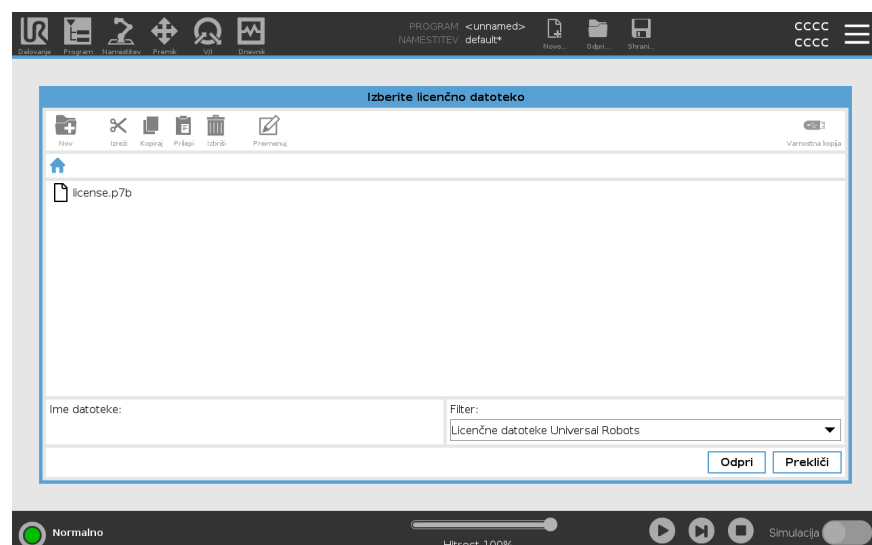 PROGRAM <unnamed>
NAMESTITEV default*
CCCC
CCCC
Delovanje Program Namestitev Premik V/I Dnevnik Novo... Odpri... Shrani...
Izberite licenčno datoteko
Nov Izreži Kopiraj Prilepi Izbriši Preimenuj Varnostna kopija
license.p7b
Ime datoteke: Filter:
Licenčne datoteke Universal Robots
Odpri Prekliči
Normalno Simulacija
Hitrost 100%